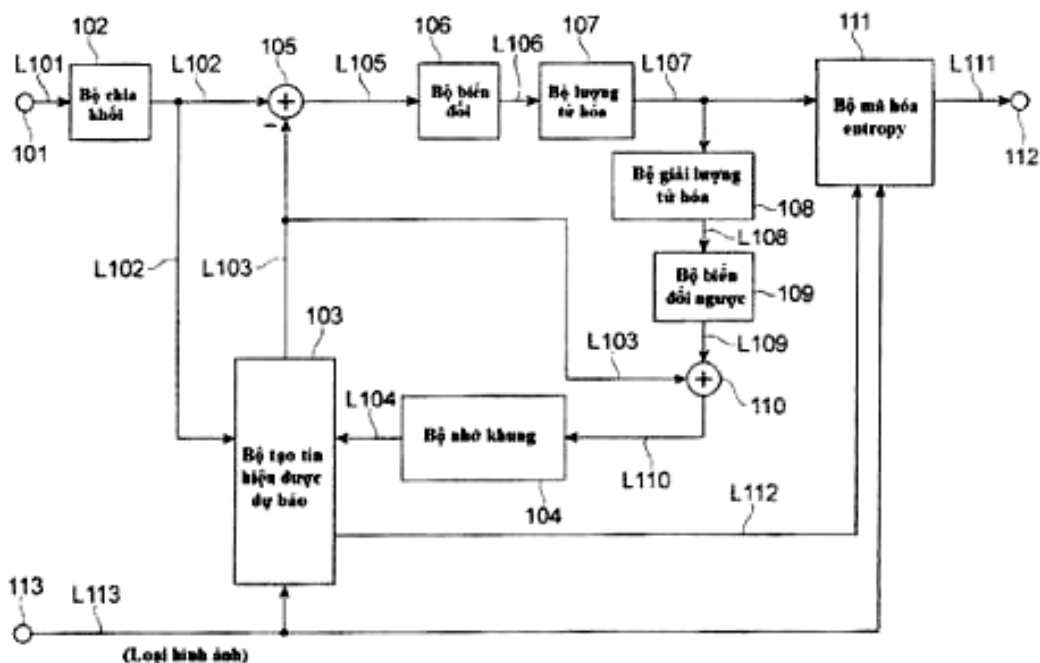 102
105
106
107
111
L101
L102
L105
L106
L107
L111
Bộ chia
khối
Bộ biến
đổi
Bộ lượng
tử hóa
Bộ mã hóa
entropy
101
112
Bộ giải lượng
tử hóa
108
L108
L102
L103
Bộ biến
đổi ngược
109
103
L103
L109
110
L104
Bộ nhớ khung
Bộ tạo tín
hiện được
dự báo
104
L110
L112
113
L113
(Loại hình ảnh)